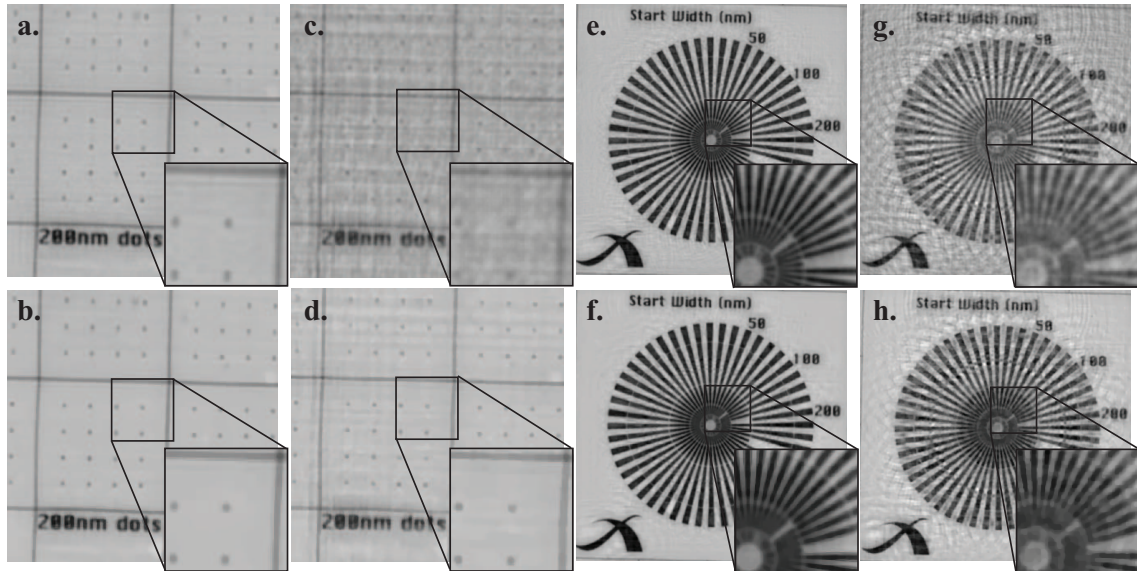 a.
200nm dots
c.
200nm dots
e.
Start Width (nm)
50
100
200
g.
Start Width (nm)
50
100
200
b.
200nm dots
d.
200nm dots
f.
Start Width (nm)
50
100
200
h.
Start Width (nm)
50
100
200